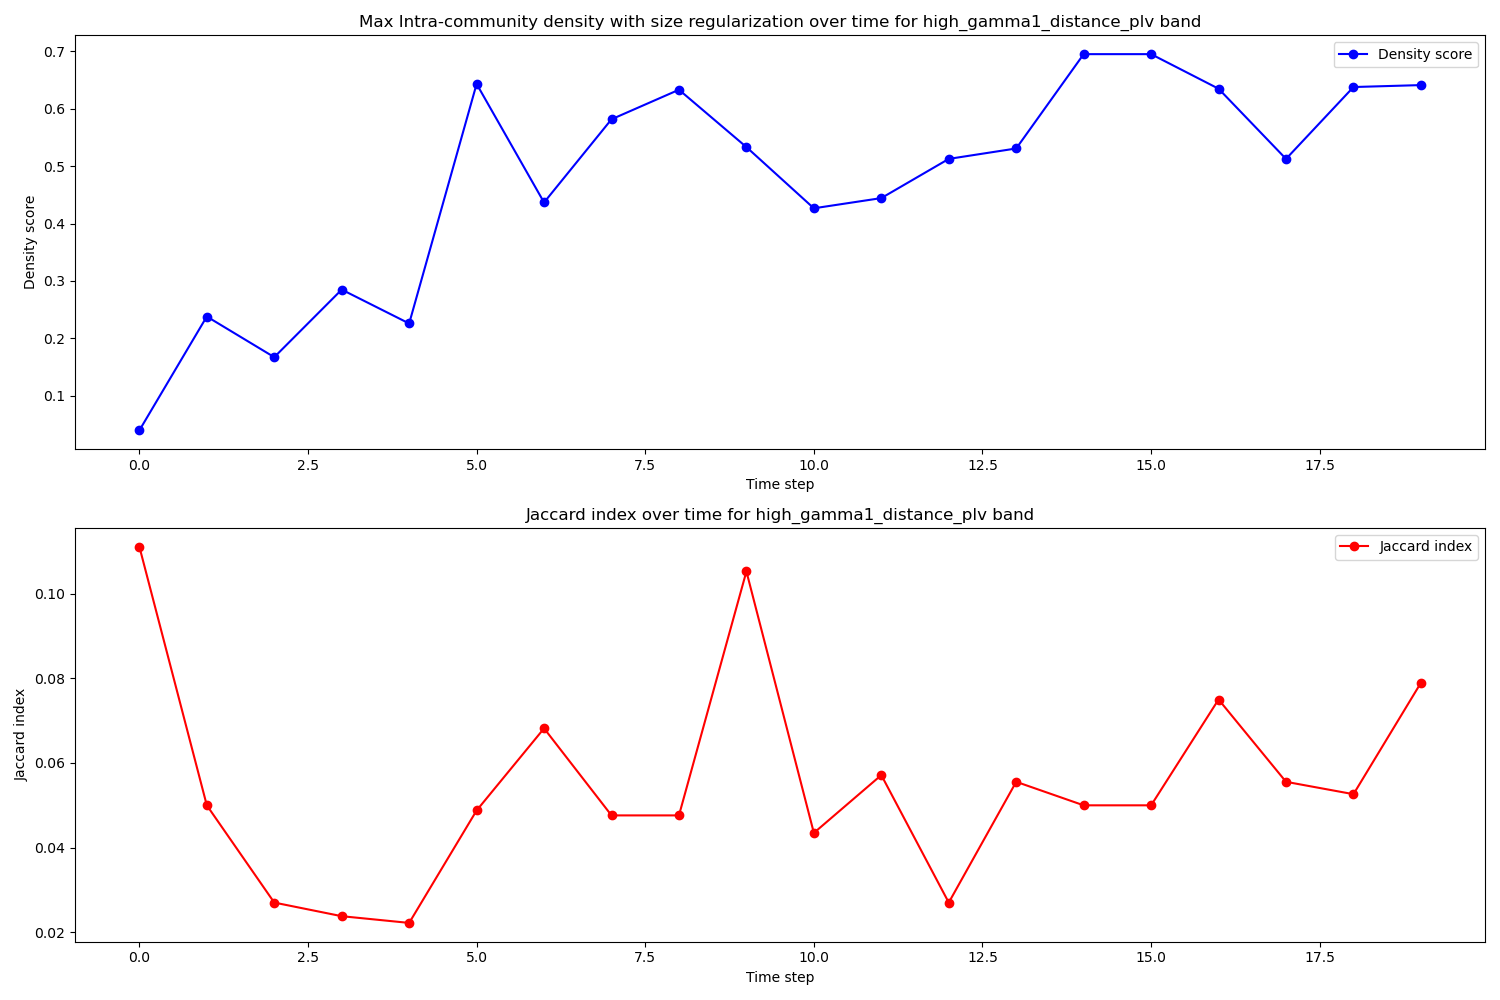 Max Intra-community density with size regularization over time for high_gamma1_distance_plv band
Density score
0.7
0.6
0.5
0.4
0.3
0.2
0.1
Density score
0.0 2.5 5.0 7.5 10.0 12.5 15.0 17.5
Time step
Jaccard index over time for high_gamma1_distance_plv band
Jaccard index
0.10
0.08
0.06
0.04
0.02
Jaccard index
0.0 2.5 5.0 7.5 10.0 12.5 15.0 17.5
Time step